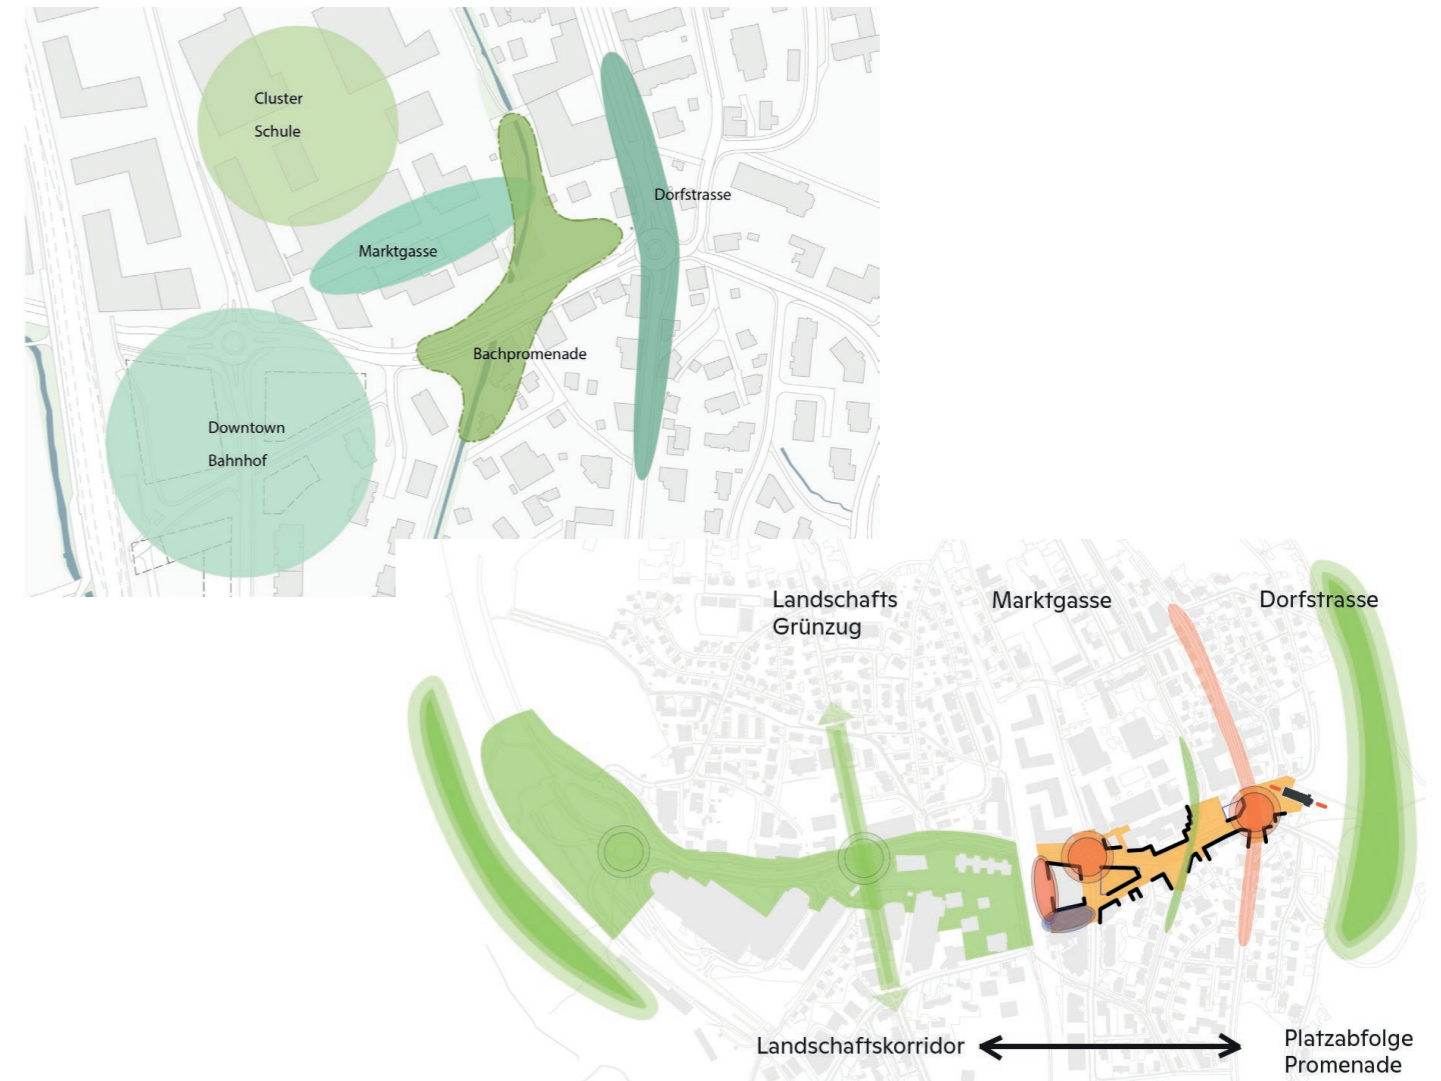 Cluster
Schule
Dorfstrasse
Marktgasse
Bachpromenade
Downtown
Bahnhof
Landschafts
Grünzug
Marktgasse
Dorfstrasse
Landschaftskorridor
Platzabfolge
Promenade